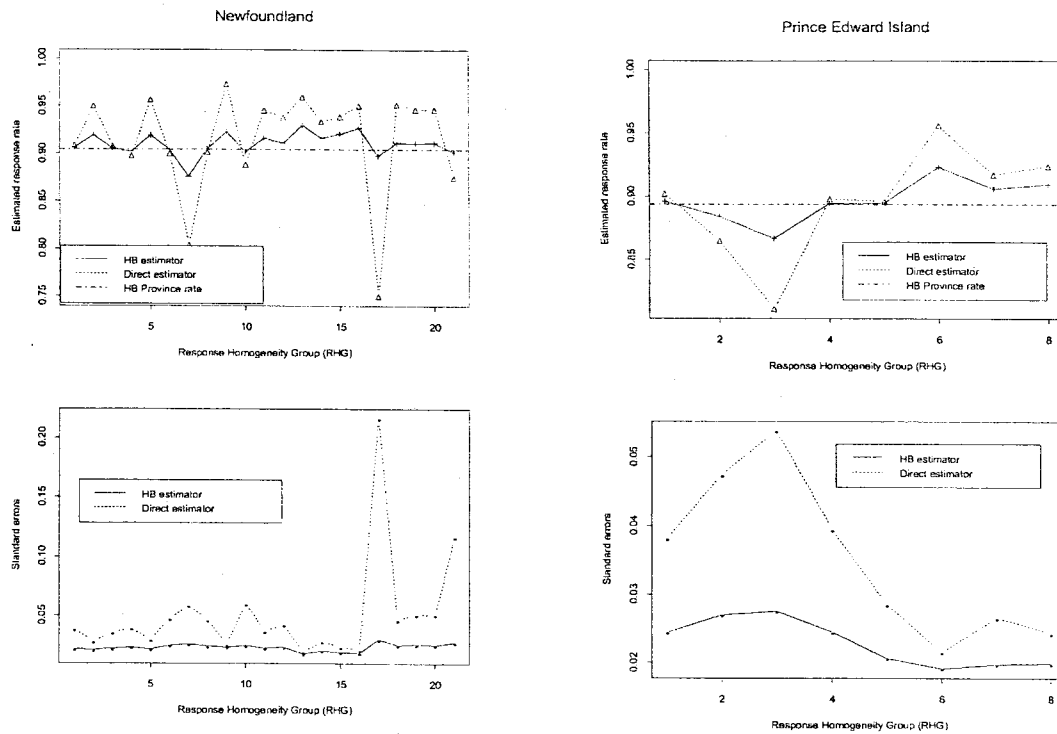 Newfoundland
Estimated response rate
1.00
0.95
0.90
0.85
0.80
0.75
HB estimator
Direct estimator
HB Province rate
5
10
15
20
Response Homogeneity Group (RHG)
Prince Edward Island
Estimated response rate
1.00
0.95
0.90
0.85
HB estimator
Direct estimator
HB Province rate
2
4
6
8
Response Homogeneity Group (RHG)
Standard errors
0.20
0.15
0.10
0.05
HB estimator
Direct estimator
5
10
15
20
Response Homogeneity Group (RHG)
Standard errors
0.05
0.04
0.03
0.02
HB estimator
Direct estimator
2
4
6
8
Response Homogeneity Group (RHG)